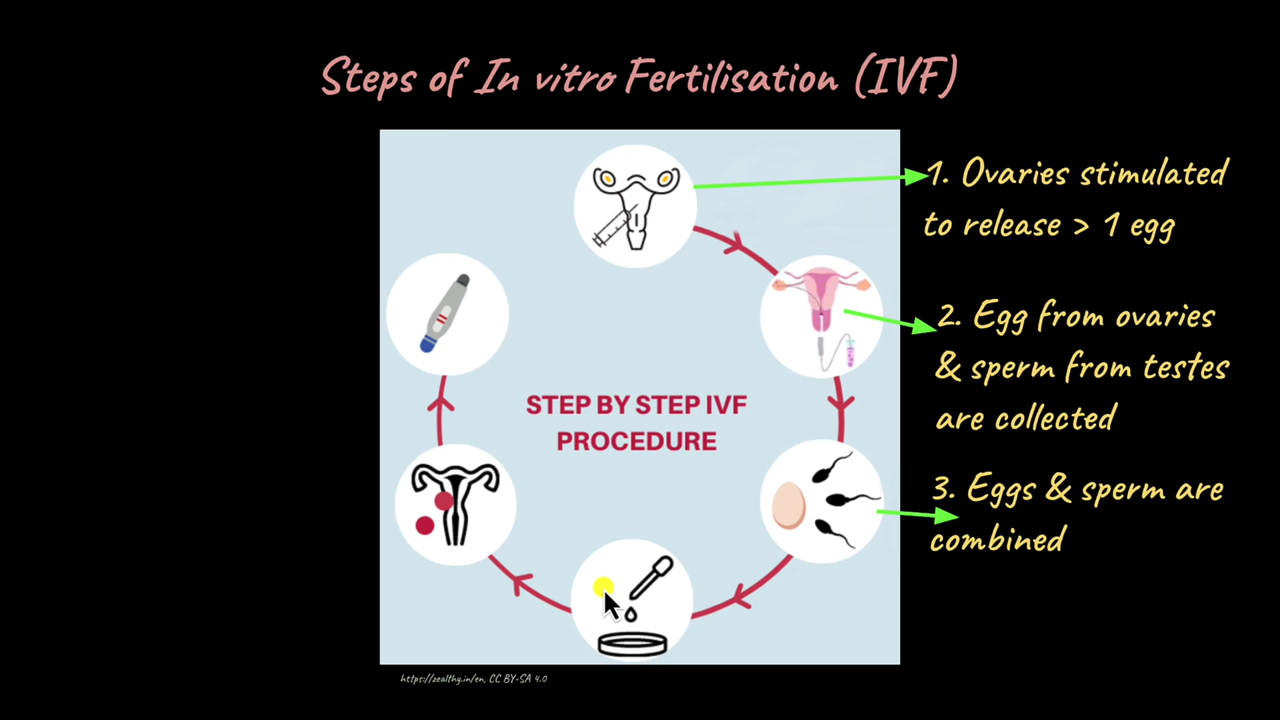 Steps of In vitro Fertilisation (IVF)
1. Ovaries stimulated
to release > 1 egg
2. Egg from ovaries
& sperm from testes
are collected
STEP BY STEP IVF
PROCEDURE
3. Eggs & sperm are
combined
https://zealthy.in/en, CC BY-SA 4.0